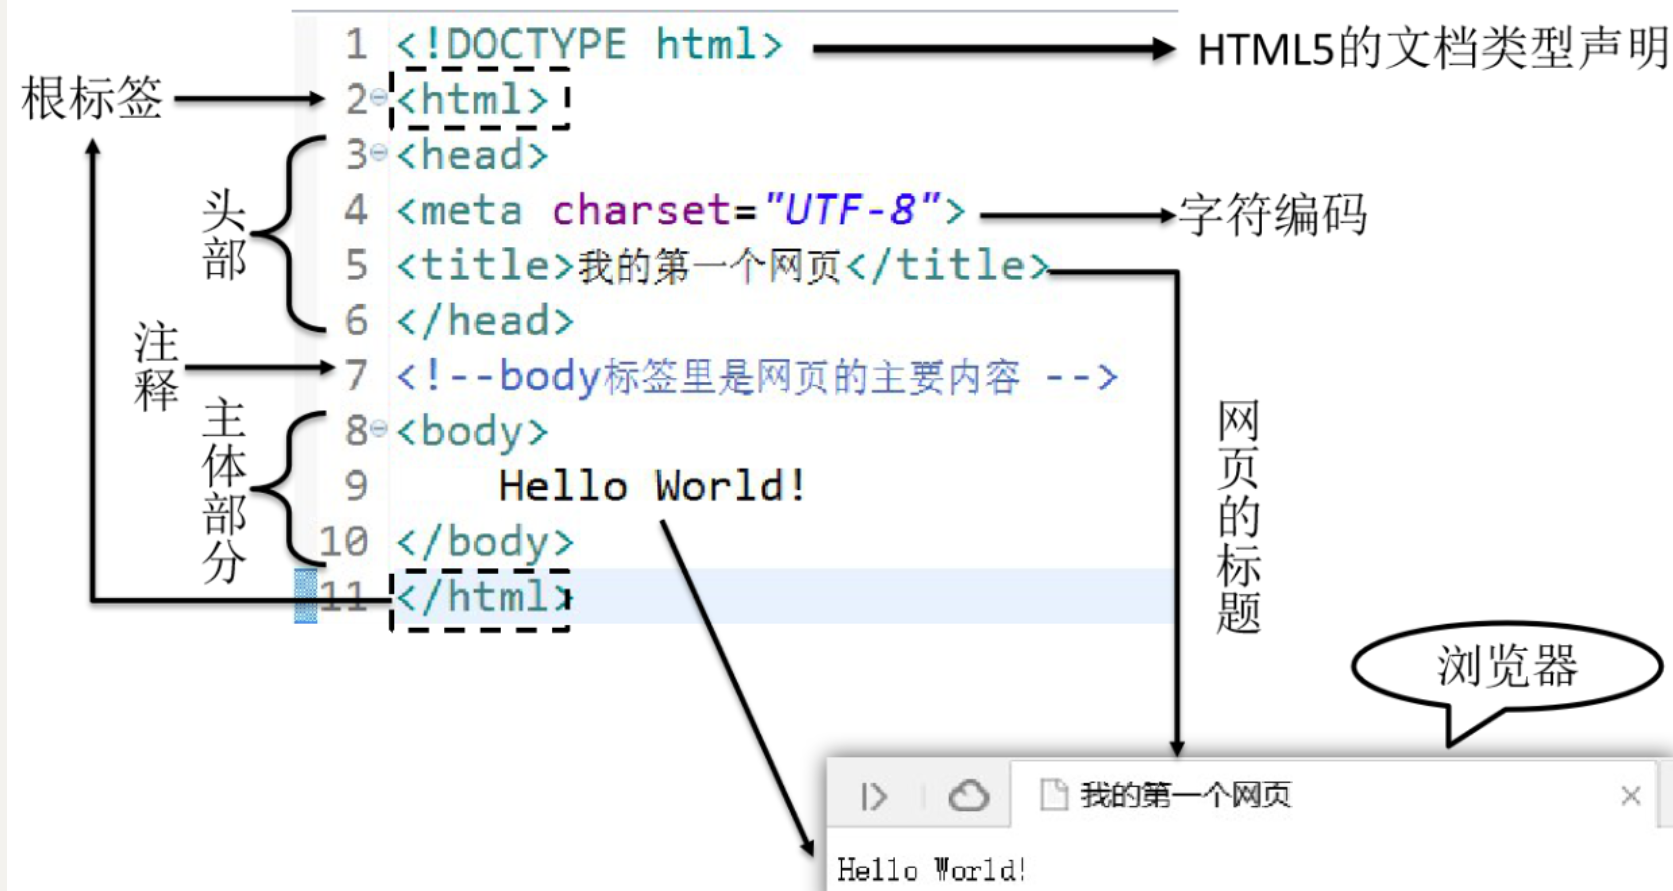 1 <!DOCTYPE html>
HTML5的文档类型声明
根标签
2 <html>
3 <head>
头部
4 <meta charset="UTF-8">
字符编码
5 <title>我的第一个网页</title>
6 </head>
注释
7 <!--body标签里是网页的主要内容 -->
主体部分
8 <body>
9 Hello World!
10 </body>
11 </html>
网页的标题
浏览器
我的第一个网页
Hello World!